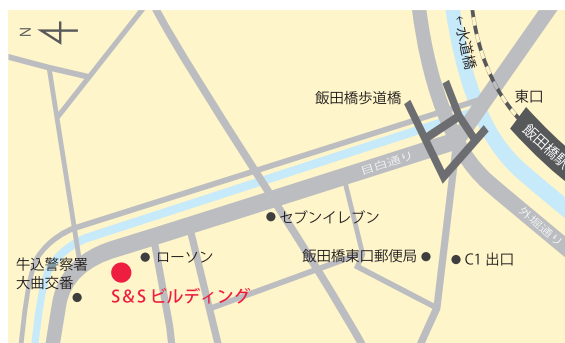 N
←水道橋
東口
飯田橋歩道橋
飯田橋駅
目白通り
外堀通り
セブンイレブン
ローソン
飯田橋東口郵便局
C1 出口
牛込警察署
大曲交番
S&Sビルディング